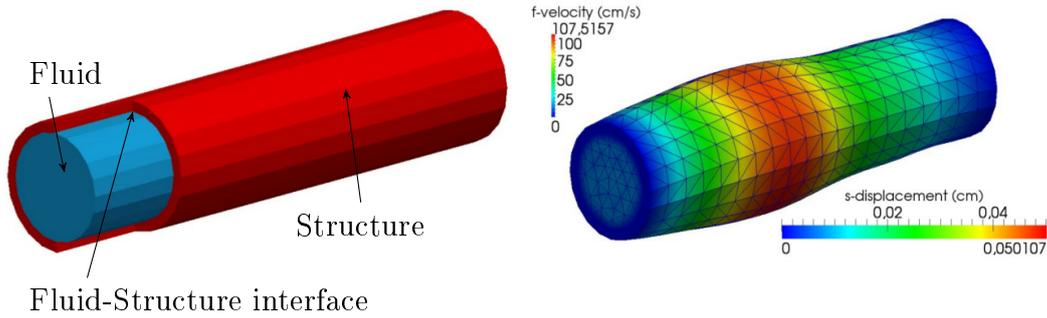 Fluid
Structure
Fluid-Structure interface
f-velocity (cm/s)
107,5157
100
75
50
25
0
s-displacement (cm)
0,02 0,04
0 0,050107